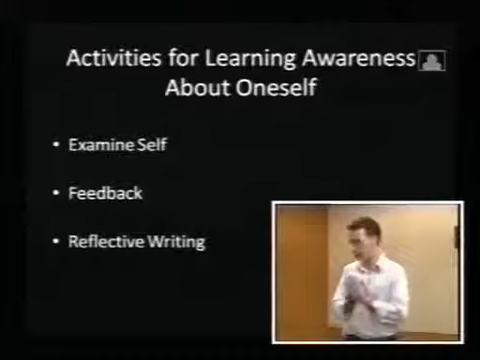 Activities for Learning Awareness
About Oneself
• Examine Self
• Feedback
• Reflective Writing